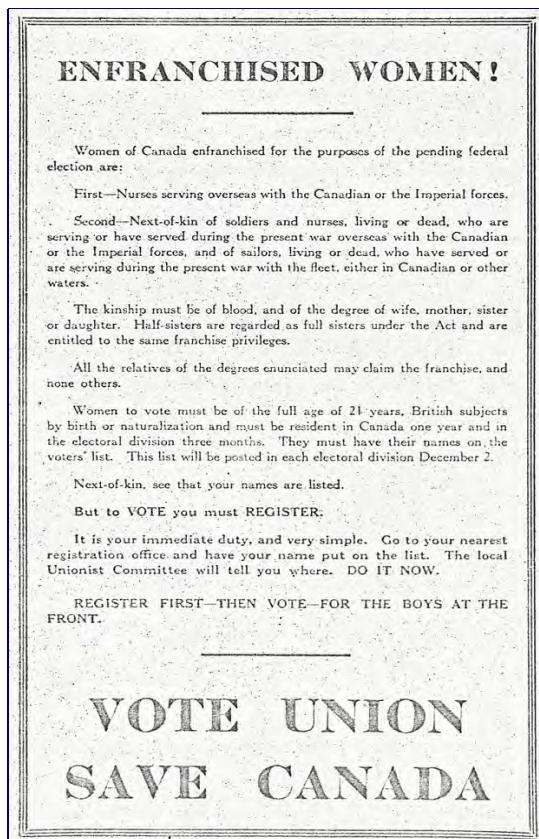 ENFRANCHISED WOMEN!
Women of Canada enfranchised for the purposes of the pending federal
election are:
First—Nurses serving overseas with the Canadian or the Imperial forces.
Second—Next-of-kin of soldiers and nurses, living or dead, who are
serving or have served during the present war overseas with the Canadian
or the Imperial forces, and of sailors, living or dead, who have served or
are serving during the present war with the fleet, either in Canadian or other
waters.
The kinship must be of blood, and of the degree of wife, mother, sister
or daughter. Half-sisters are regarded as full sisters under the Act and are
entitled to the same franchise privileges.
All the relatives of the degrees enunciated may claim the franchise, and
none others.
Women to vote must be of the full age of 21 years, British subjects
by birth or naturalization and must be resident in Canada one year and in
the electoral division three months. They must have their names on the
voters' list. This list will be posted in each electoral division December 2.
Next-of-kin, see that your names are listed.
But to VOTE you must REGISTER.
It is your immediate duty, and very simple. Go to your nearest
registration office and have your name put on the list. The local
Unionist Committee will tell you where. DO IT NOW.
REGISTER FIRST—THEN VOTE—FOR THE BOYS AT THE
FRONT.
VOTE UNION
SAVE CANADA